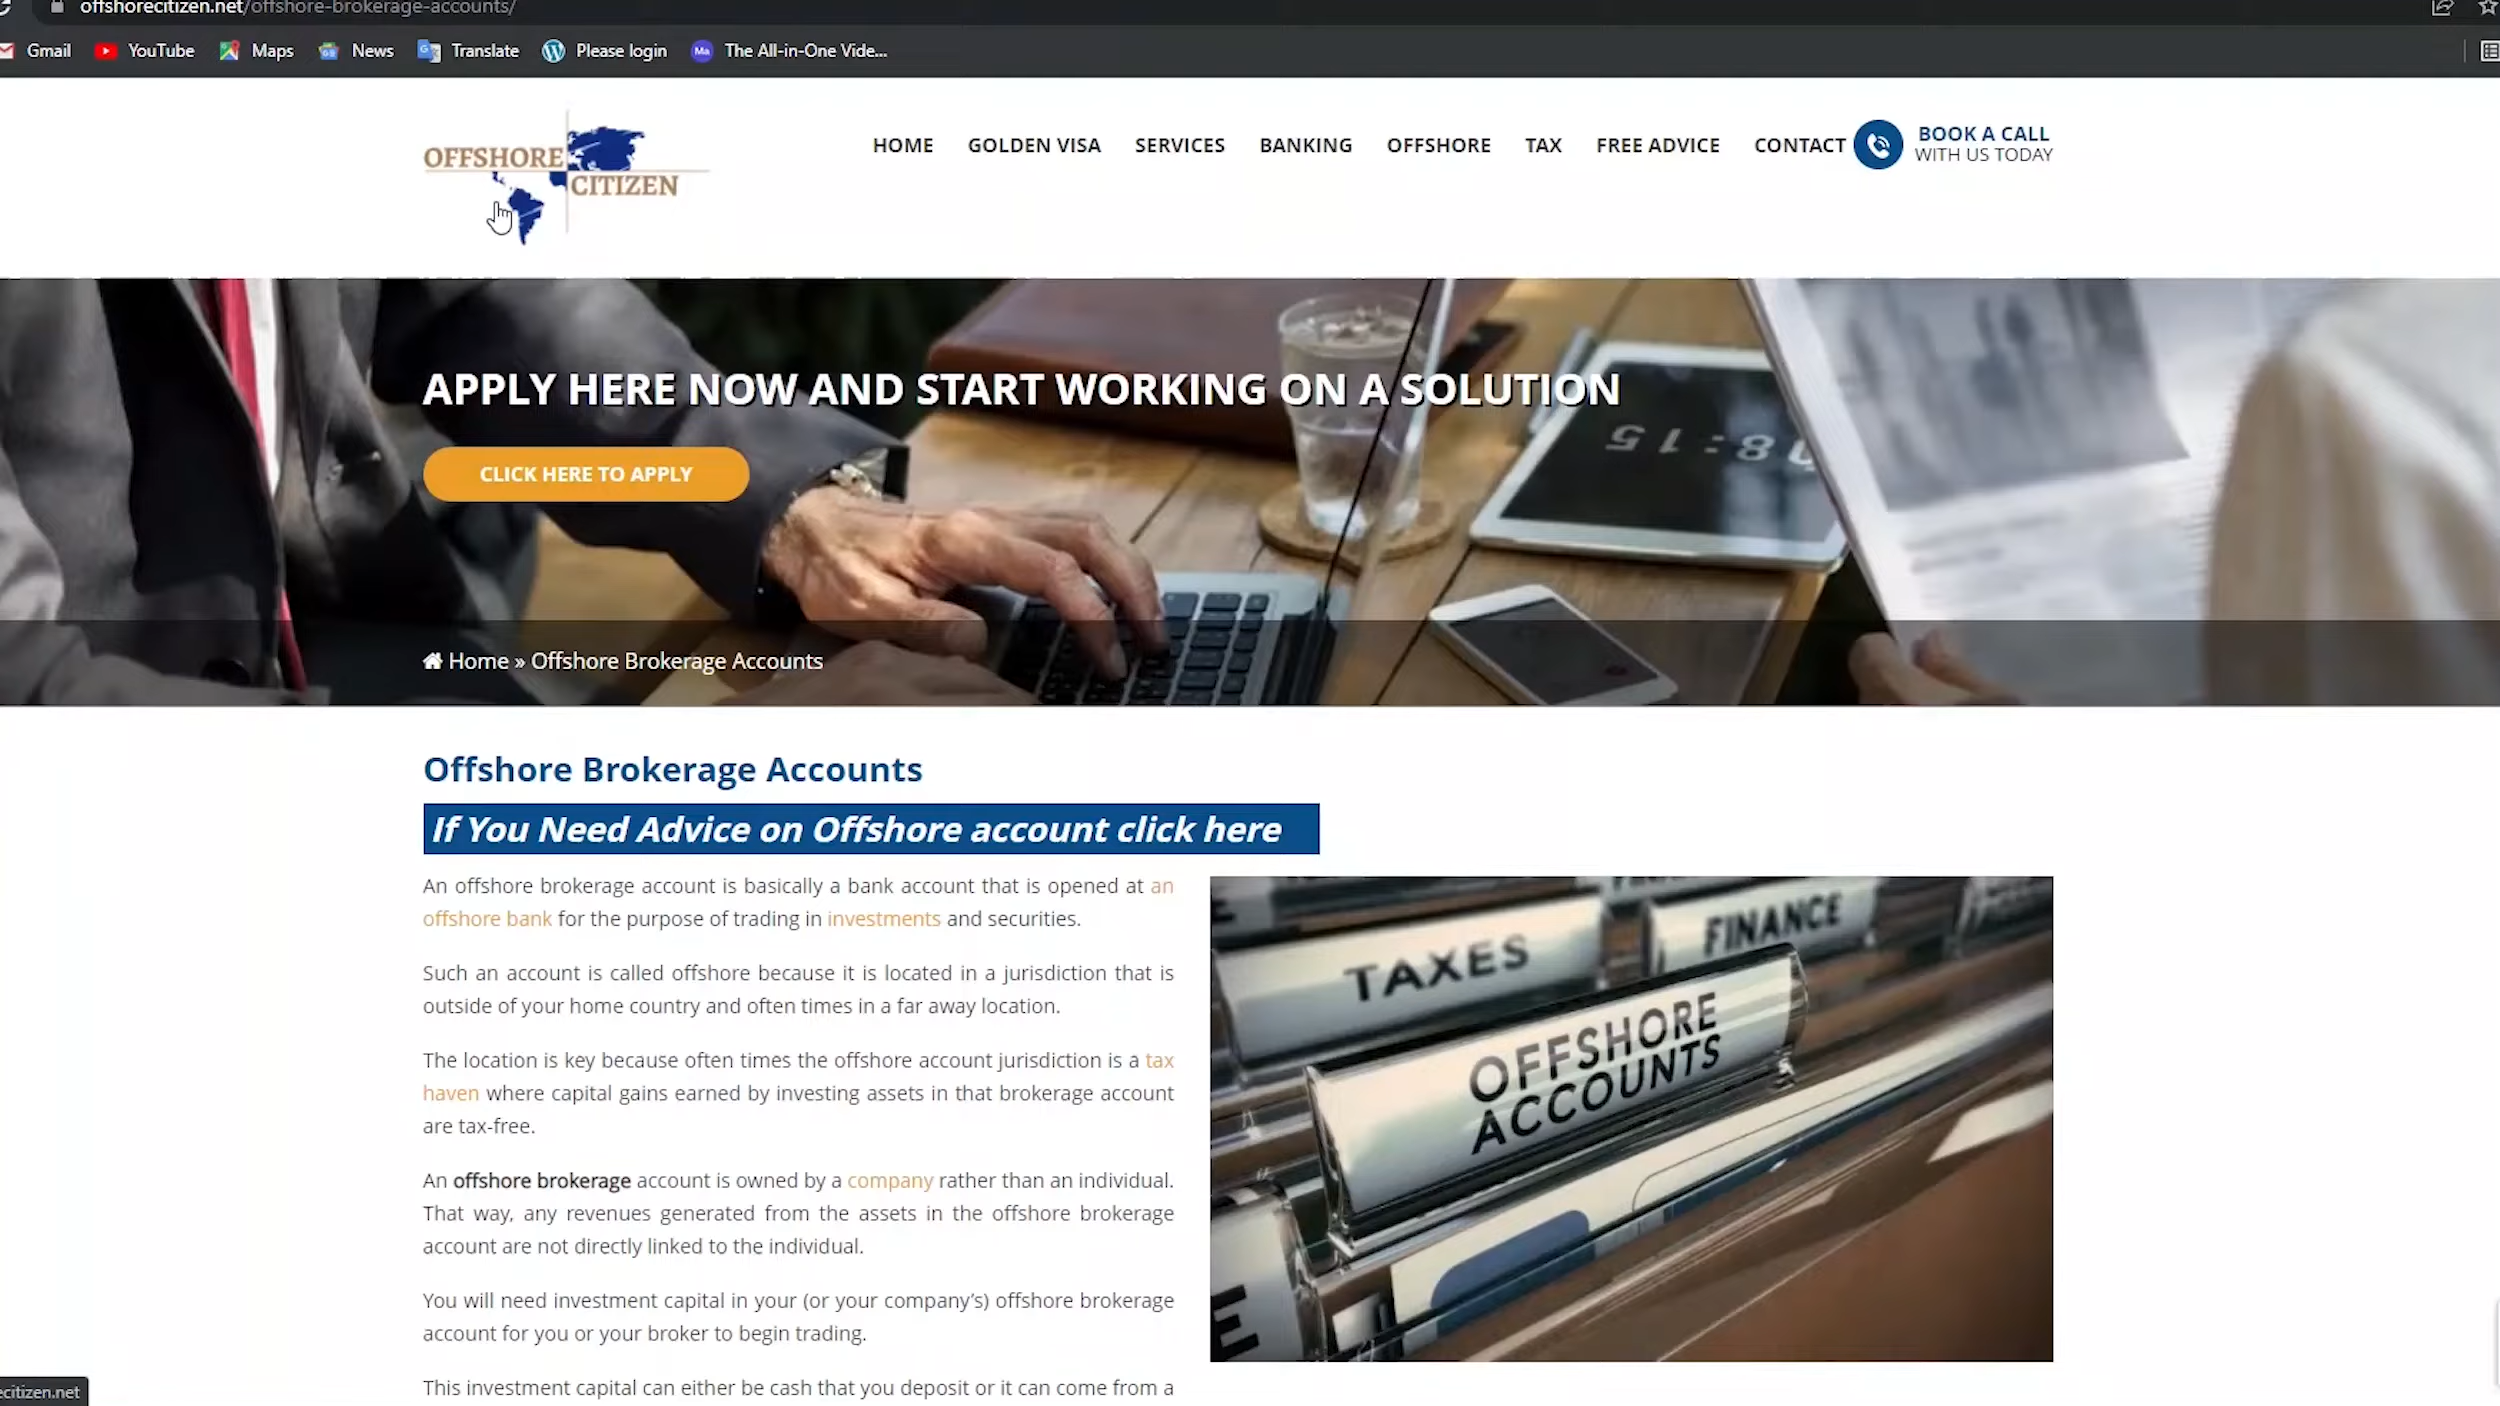 offshorecitizen.net/offshore-brokerage-accounts/
Gmail YouTube Maps News Translate Please login The All-in-One Vide...
OFFSHORE CITIZEN
HOME GOLDEN VISA SERVICES BANKING OFFSHORE TAX FREE ADVICE CONTACT
BOOK A CALL
WITH US TODAY
APPLY HERE NOW AND START WORKING ON A SOLUTION
CLICK HERE TO APPLY
Home » Offshore Brokerage Accounts
Offshore Brokerage Accounts
If You Need Advice on Offshore account click here
An offshore brokerage account is basically a bank account that is opened at an
offshore bank for the purpose of trading in investments and securities.
Such an account is called offshore because it is located in a jurisdiction that is
outside of your home country and often times in a far away location.
The location is key because often times the offshore account jurisdiction is a tax
haven where capital gains earned by investing assets in that brokerage account
are tax-free.
An offshore brokerage account is owned by a company rather than an individual.
That way, any revenues generated from the assets in the offshore brokerage
account are not directly linked to the individual.
You will need investment capital in your (or your company's) offshore brokerage
account for you or your broker to begin trading.
This investment capital can either be cash that you deposit or it can come from a
TAXES
FINANCE
OFFSHORE
ACCOUNTS
ecitizen.net